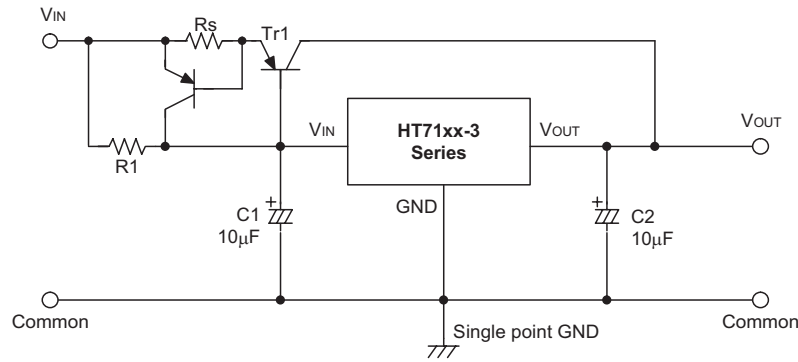 VIN
Rs
Tr1
R1
VIN
HT71xx-3
Series
VOUT
VOUT
GND
C1
10μF
C2
10μF
Common
Single point GND
Common